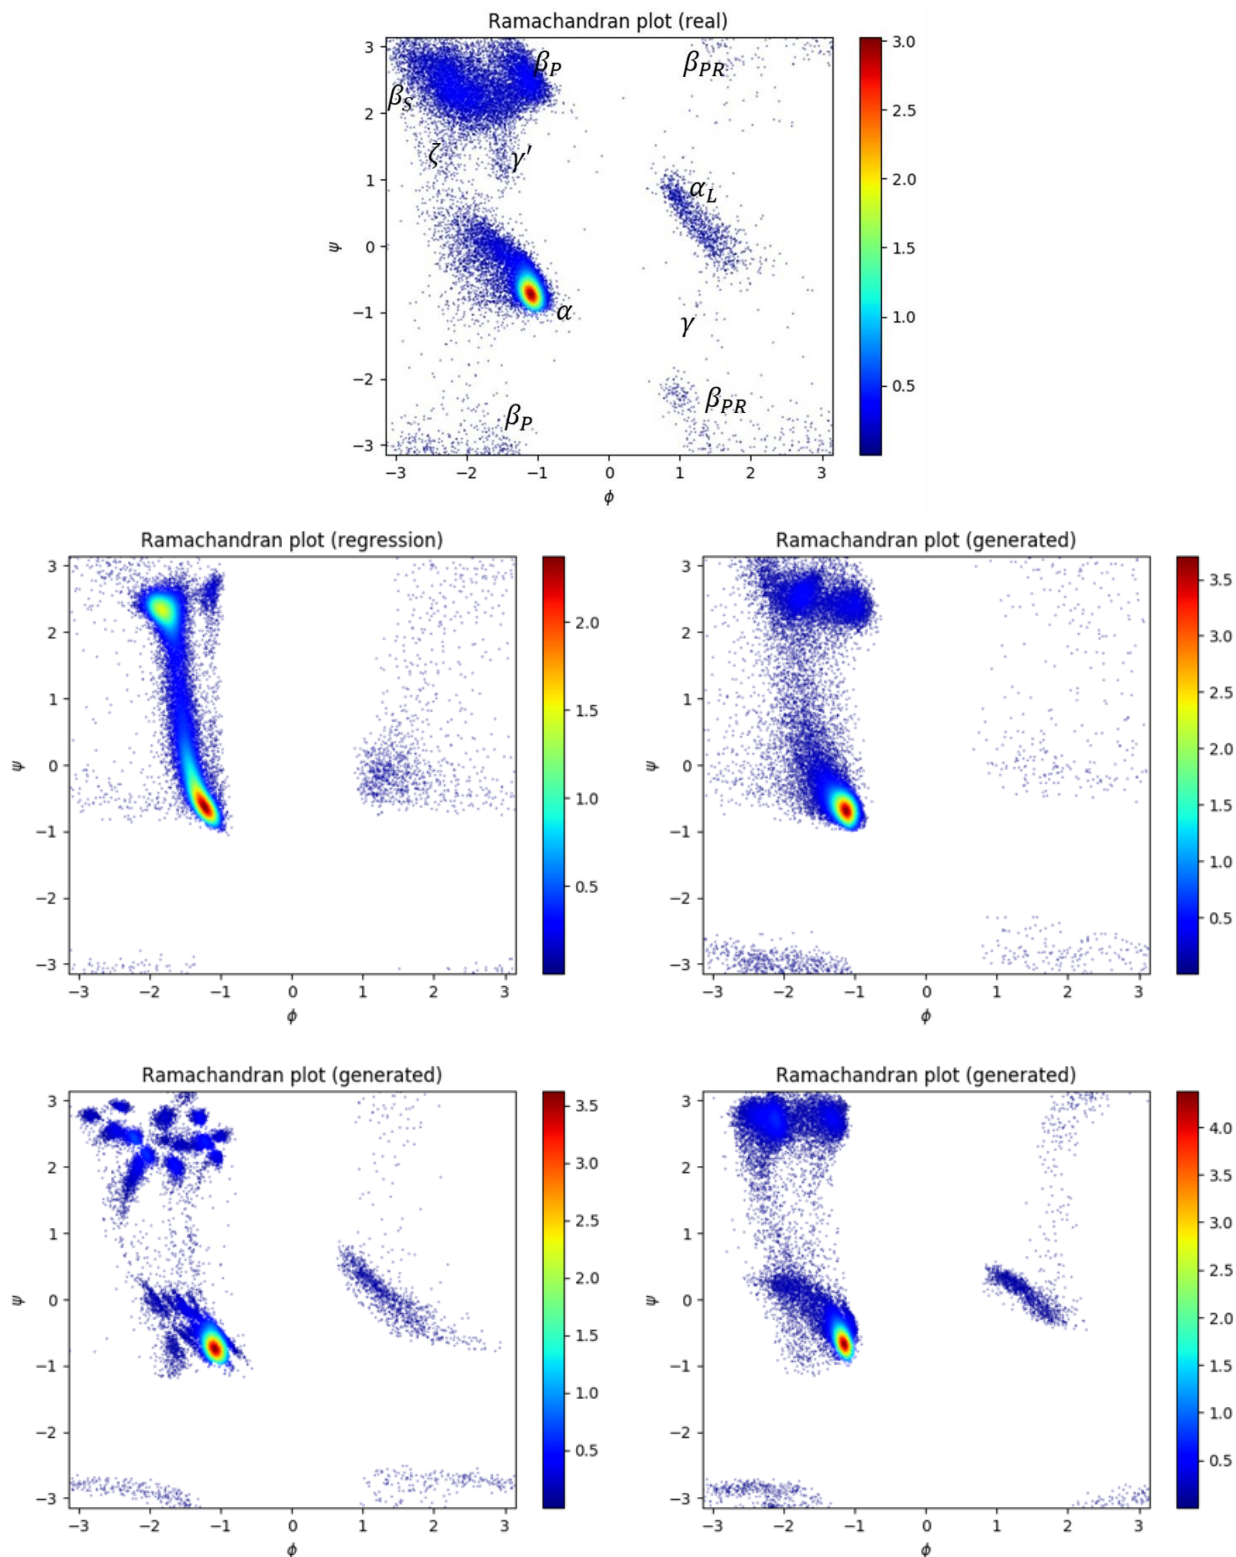 Ramachandran plot (real)
3
2
1
0
−1
−2
−3
ψ
−3 −2 −1 0 1 2 3
ϕ
β_S
β_P
β_PR
ζ
γ′
α_L
α
γ
β_P
β_PR
3.0
2.5
2.0
1.5
1.0
0.5
Ramachandran plot (regression)
3
2
1
0
−1
−2
−3
ψ
−3 −2 −1 0 1 2 3
ϕ
2.0
1.5
1.0
0.5
Ramachandran plot (generated)
3
2
1
0
−1
−2
−3
ψ
−3 −2 −1 0 1 2 3
ϕ
3.5
3.0
2.5
2.0
1.5
1.0
0.5
Ramachandran plot (generated)
3
2
1
0
−1
−2
−3
ψ
−3 −2 −1 0 1 2 3
ϕ
3.5
3.0
2.5
2.0
1.5
1.0
0.5
Ramachandran plot (generated)
3
2
1
0
−1
−2
−3
ψ
−3 −2 −1 0 1 2 3
ϕ
4.0
3.5
3.0
2.5
2.0
1.5
1.0
0.5